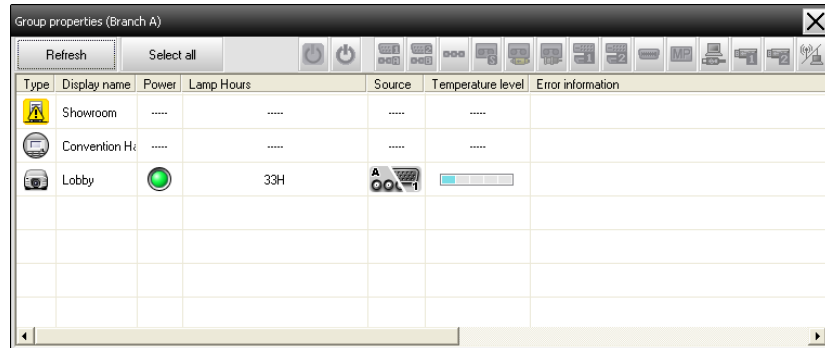 Group properties (Branch A)
Refresh Select all
Type Display name Power Lamp Hours Source Temperature level Error information
Showroom ----- ----- ----- -----
Convention Ha ----- ----- ----- -----
Lobby 33H A 1